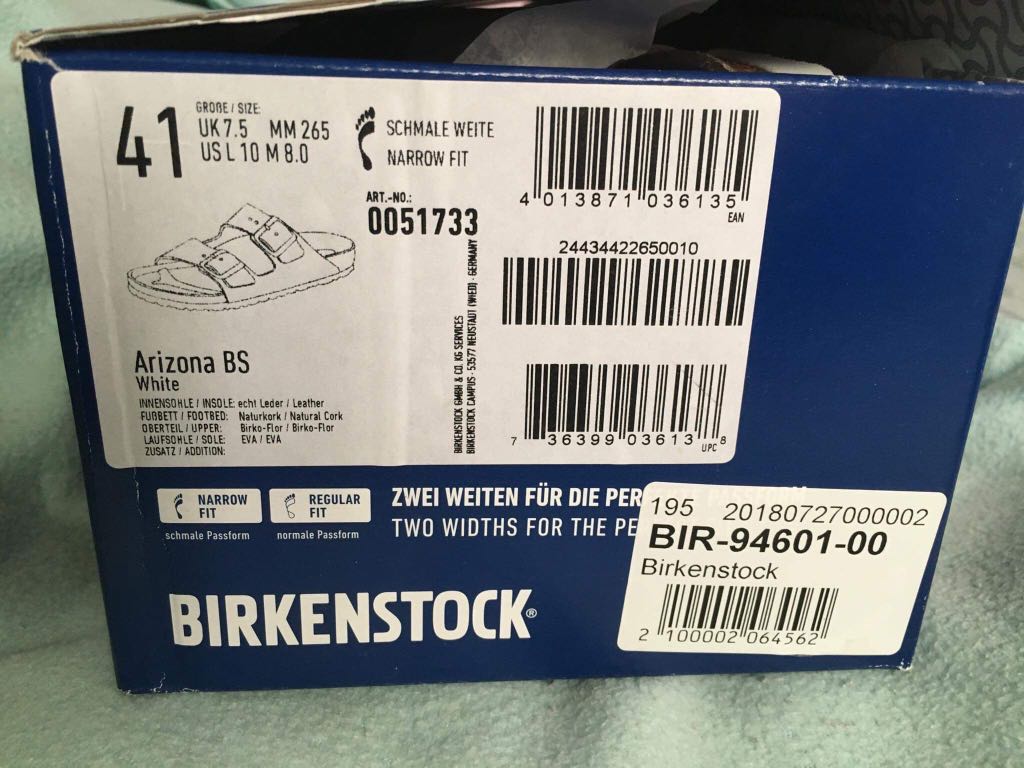 41
GRÖßE / SIZE:
UK 7.5 MM 265
US L 10 M 8.0
SCHMALE WEITE
NARROW FIT
ART.-NO.:
0051733
4 013871 036135
EAN
24434422650010
7 36399 03613 8
UPC
BIRKENSTOCK GMBH & CO. KG SERVICES
BIRKENSTOCK CAMPUS · 53577 NEUSTADT (WIED) · GERMANY
Arizona BS
White
INNENSOHLE / INSOLE: echt Leder / Leather
FUßBETT / FOOTBED: Naturkork / Natural Cork
OBERTEIL / UPPER: Birko-Flor / Birko-Flor
LAUFSOHLE / SOLE: EVA / EVA
ZUSATZ / ADDITION:
NARROW
FIT
schmale Passform
REGULAR
FIT
normale Passform
ZWEI WEITEN FÜR DIE PER PASSFORM
TWO WIDTHS FOR THE PE
BIRKENSTOCK®
195 20180727000002
BIR-94601-00
Birkenstock
2 100002 064562